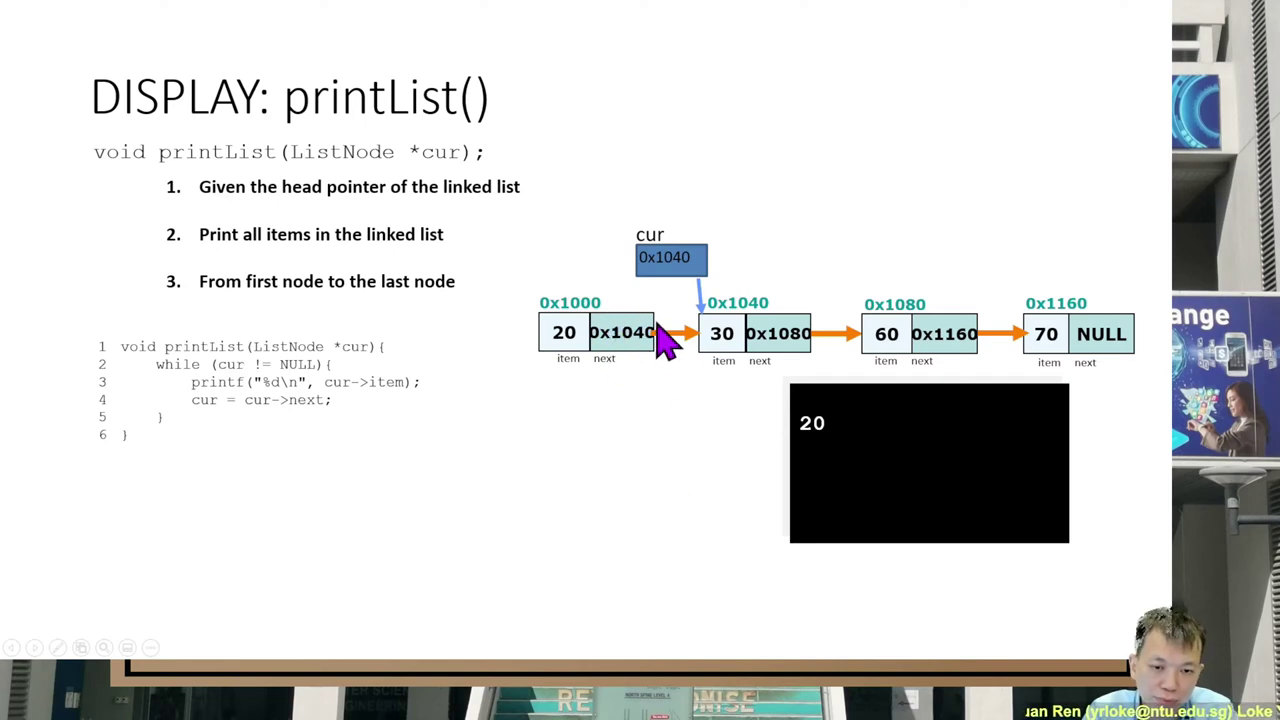 DISPLAY: printList()
void printList(ListNode *cur);
1. Given the head pointer of the linked list
2. Print all items in the linked list
3. From first node to the last node
1 void printList(ListNode *cur){
2 while (cur != NULL){
3 printf("%d\n", cur->item);
4 cur = cur->next;
5 }
6 }
cur
0x1040
0x1000 0x1040 0x1080 0x1160
20 0x1040 30 0x1080 60 0x1160 70 NULL
item next item next item next item next
20
ange
NORTH SPINE LEVEL
Jan Ren (yrloke@ntu.edu.sg) Loke